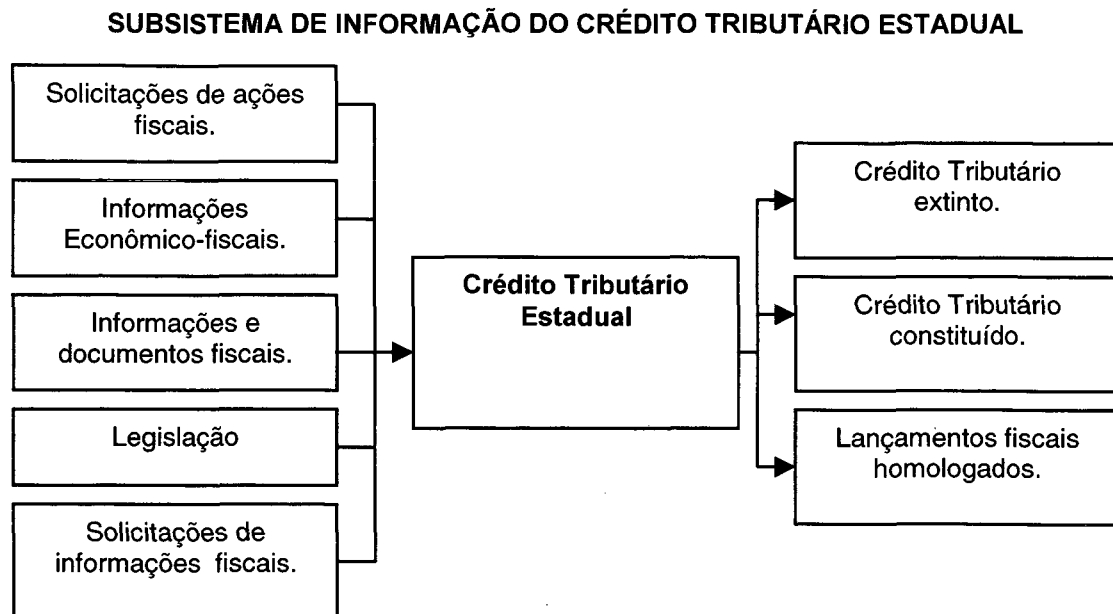 SUBSISTEMA DE INFORMAÇÃO DO CRÉDITO TRIBUTÁRIO ESTADUAL
Solicitações de ações
fiscais.
Informações
Econômico-fiscais.
Informações e
documentos fiscais.
Legislação
Solicitações de
informações fiscais.
Crédito Tributário
Estadual
Crédito Tributário
extinto.
Crédito Tributário
constituído.
Lançamentos fiscais
homologados.